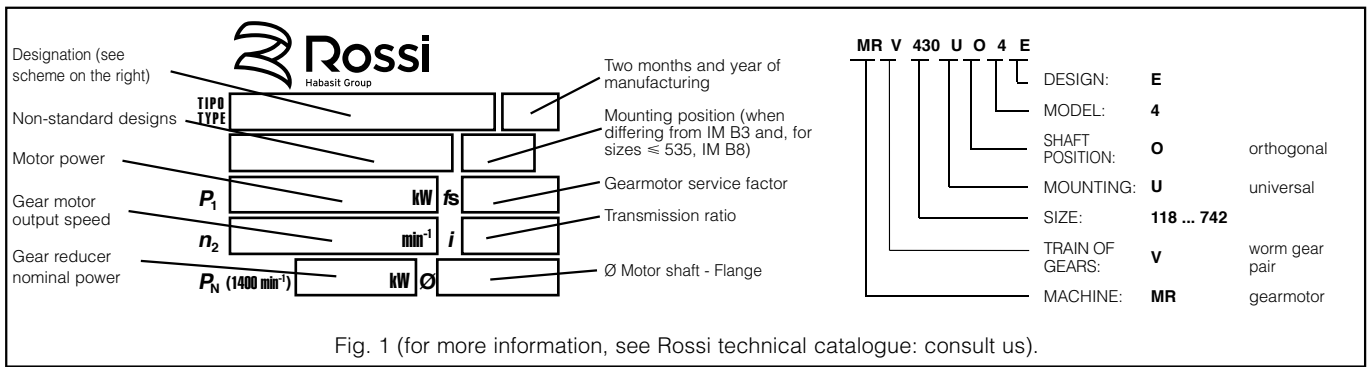 Rossi
Habasit Group
Designation (see
scheme on the right)
TIPO
TYPE
Two months and year of
manufacturing
Non-standard designs
Mounting position (when
differing from IM B3 and, for
sizes ⩽ 535, IM B8)
Motor power
P1 kW fs
Gearmotor service factor
Gear motor
output speed
n2 min-1 i
Transmission ratio
Gear reducer
nominal power
PN (1400 min-1) kW Ø
Ø Motor shaft - Flange
MR V 430 U O 4 E
DESIGN: E
MODEL: 4
SHAFT
POSITION: O orthogonal
MOUNTING: U universal
SIZE: 118 ... 742
TRAIN OF
GEARS: V worm gear
pair
MACHINE: MR gearmotor
Fig. 1 (for more information, see Rossi technical catalogue: consult us).